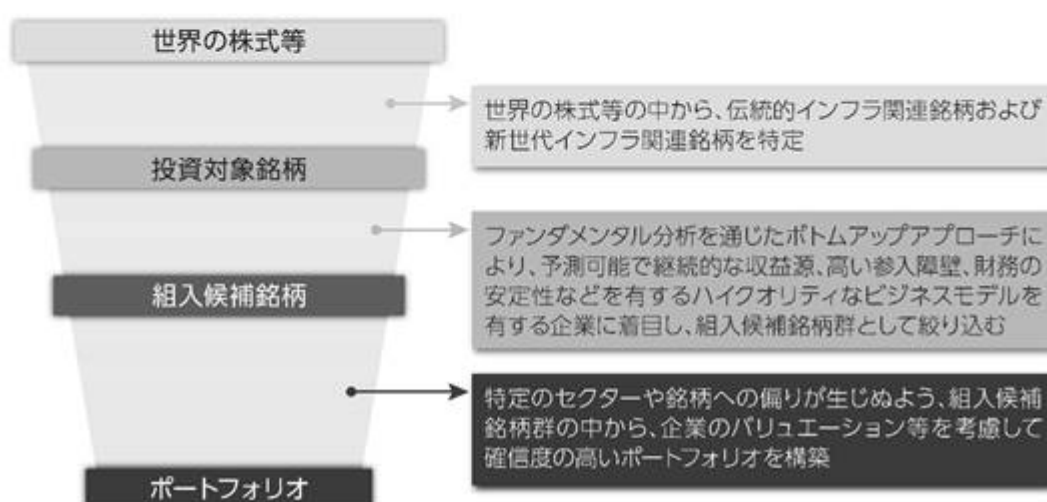 世界の株式等
世界の株式等の中から、伝統的インフラ関連銘柄および
新世代インフラ関連銘柄を特定
投資対象銘柄
ファンダメンタル分析を通じたボトムアップアプローチに
より、予測可能で継続的な収益源、高い参入障壁、財務の
安定性などを有するハイクオリティなビジネスモデルを
有する企業に着目し、組入候補銘柄群として絞り込む
組入候補銘柄
特定のセクターや銘柄への偏りが生じぬよう、組入候補
銘柄群の中から、企業のバリュエーション等を考慮して
確信度の高いポートフォリオを構築
ポートフォリオ